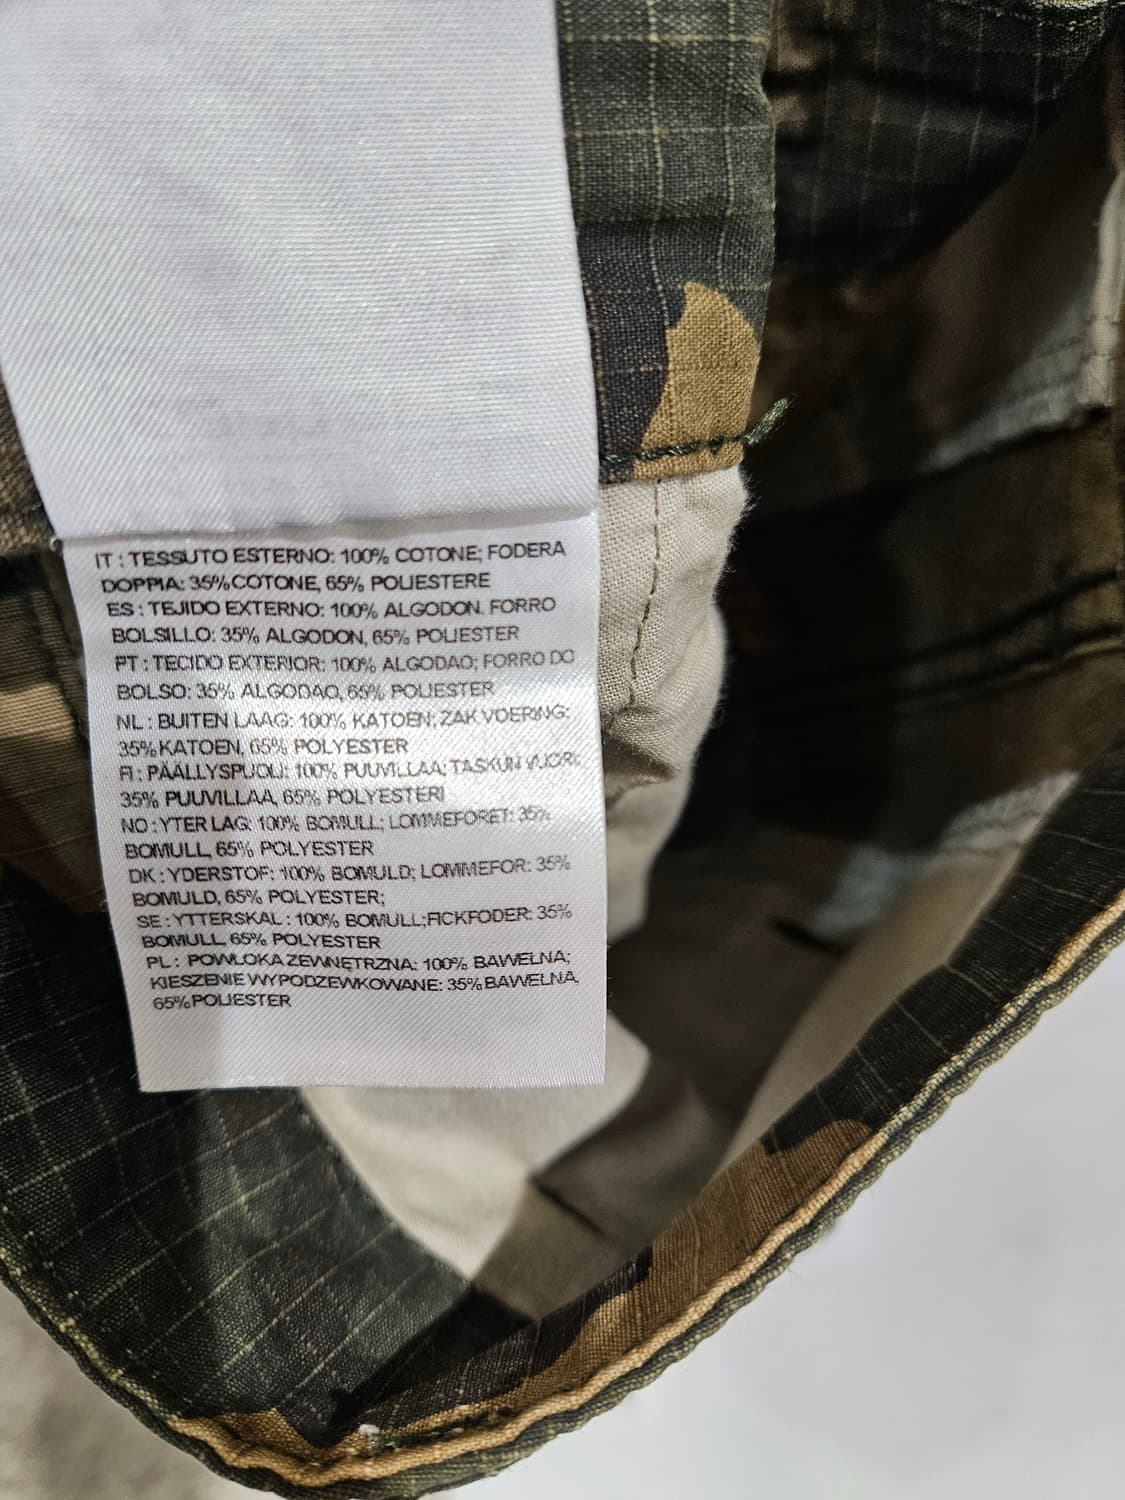 IT : TESSUTO ESTERNO: 100% COTONE; FODERA
DOPPIA: 35% COTONE, 65% POLIESTERE
ES : TEJIDO EXTERNO: 100% ALGODON. FORRO
BOLSILLO: 35% ALGODON, 65% POLIESTER
PT : TECIDO EXTERIOR: 100% ALGODAO; FORRO DO
BOLSO: 35% ALGODAO, 65% POLIESTER
NL : BUITEN LAAG: 100% KATOEN; ZAK VOERING:
35% KATOEN, 65% POLYESTER
FI : PÄÄLLYSPUOLI: 100% PUUVILLAA; TASKUN VUORI:
35% PUUVILLAA, 65% POLYESTERI
NO : YTER LAG: 100% BOMULL; LOMMEFORET: 35%
BOMULL, 65% POLYESTER
DK : YDERSTOF: 100% BOMULD; LOMMEFOR: 35%
BOMULD, 65% POLYESTER;
SE : YTTERSKAL : 100% BOMULL;FICKFODER: 35%
BOMULL, 65% POLYESTER
PL : POWŁOKA ZEWNĘTRZNA: 100% BAWEŁNA;
KIESZENIE WYPODZEWKOWANE: 35% BAWEŁNA,
65% POLIESTER